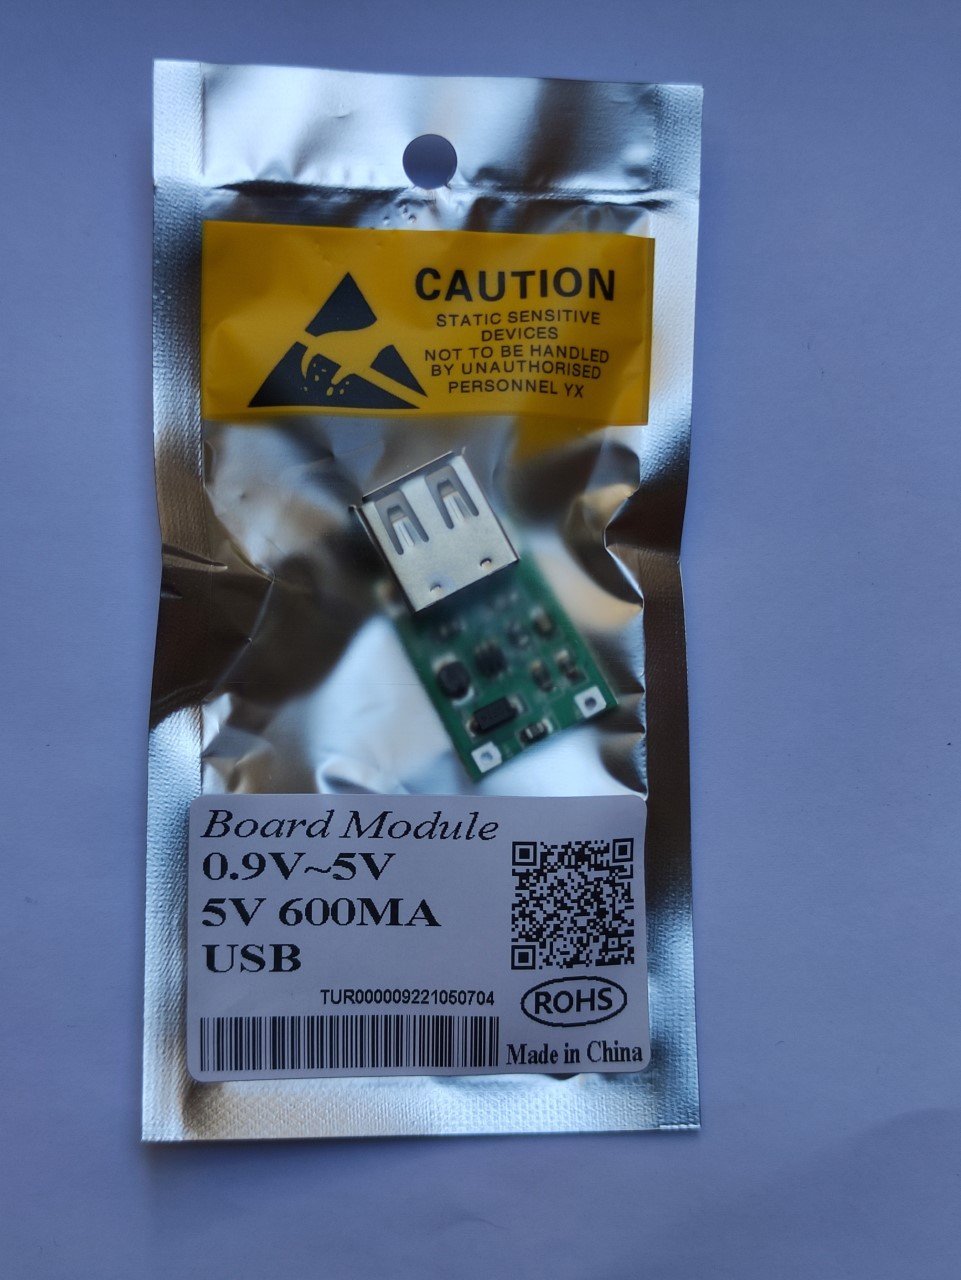 CAUTION
STATIC SENSITIVE
DEVICES
NOT TO BE HANDLED
BY UNAUTHORISED
PERSONNEL YX
Board Module
0.9V~5V
5V 600MA
USB
TUR000009221050704
ROHS
Made in China